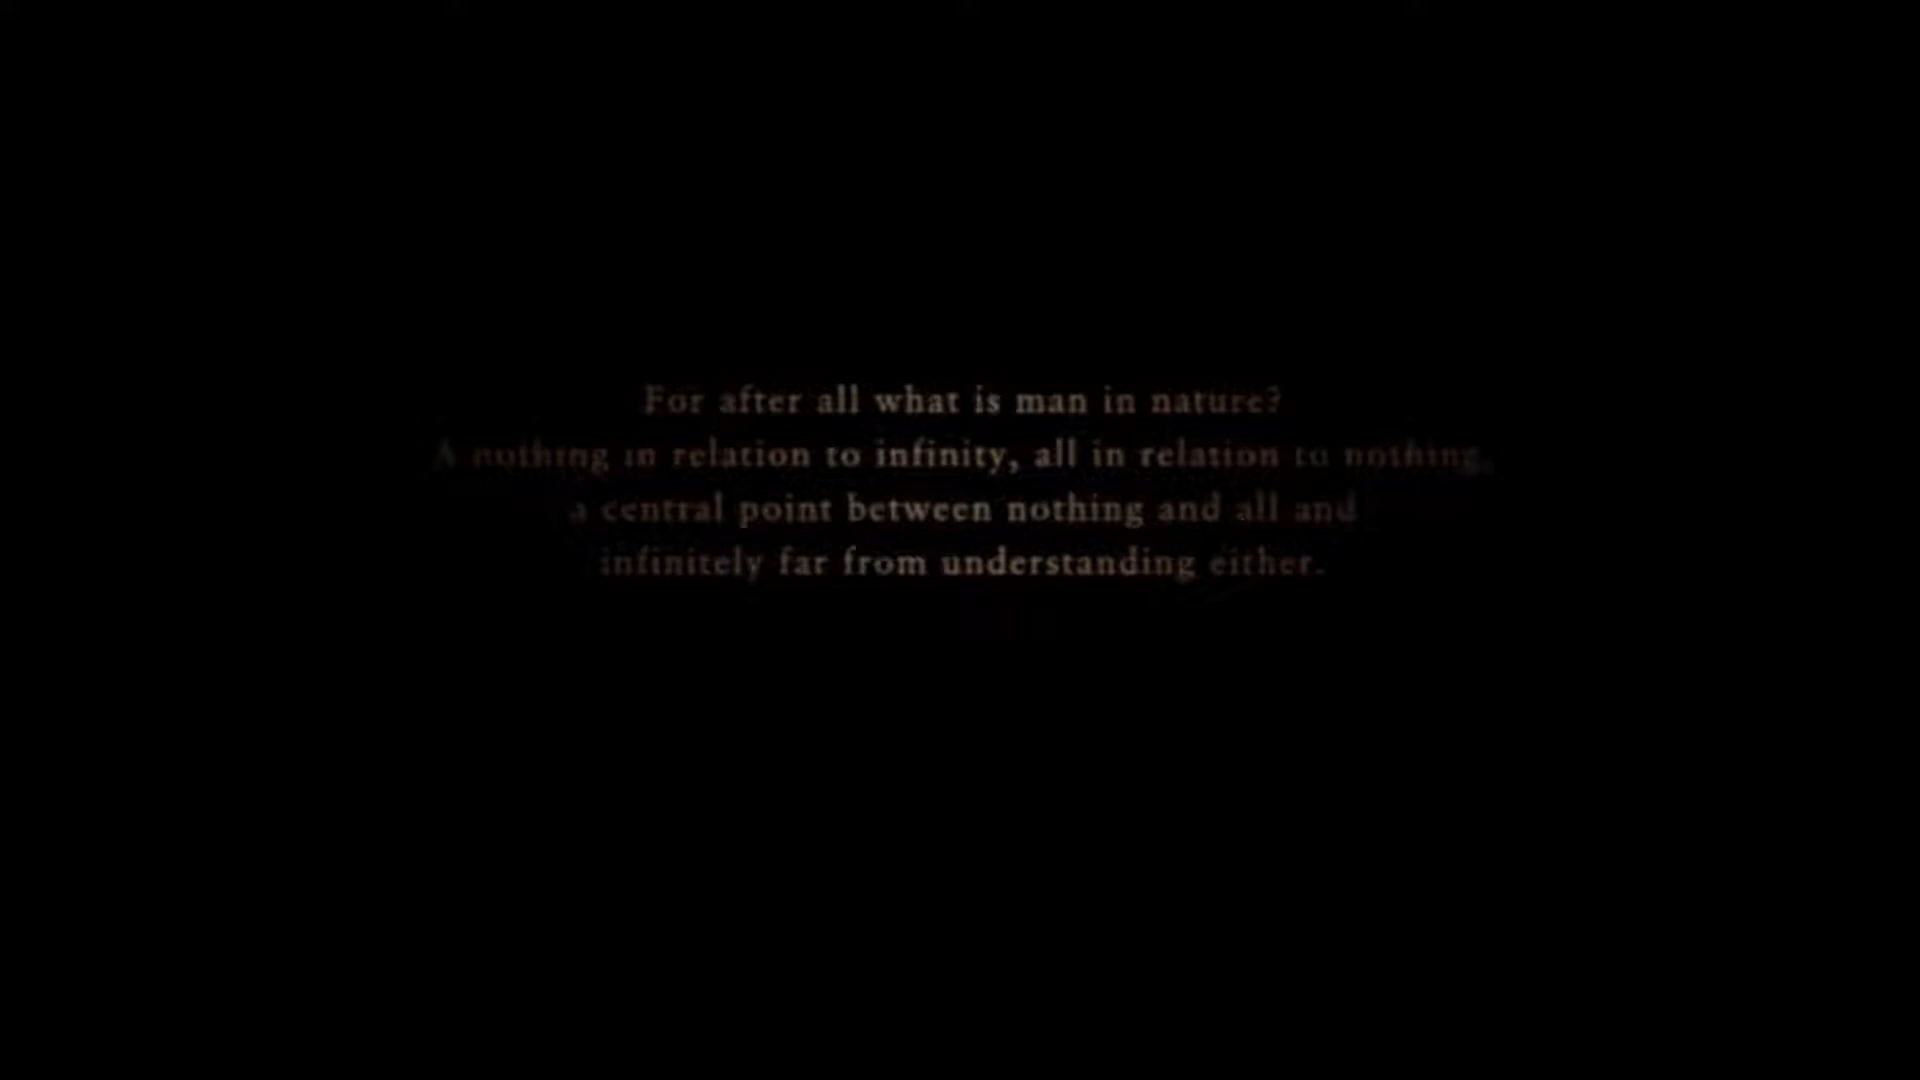 For after all what is man in nature?
A nothing in relation to infinity, all in relation to nothing,
a central point between nothing and all and
infinitely far from understanding either.